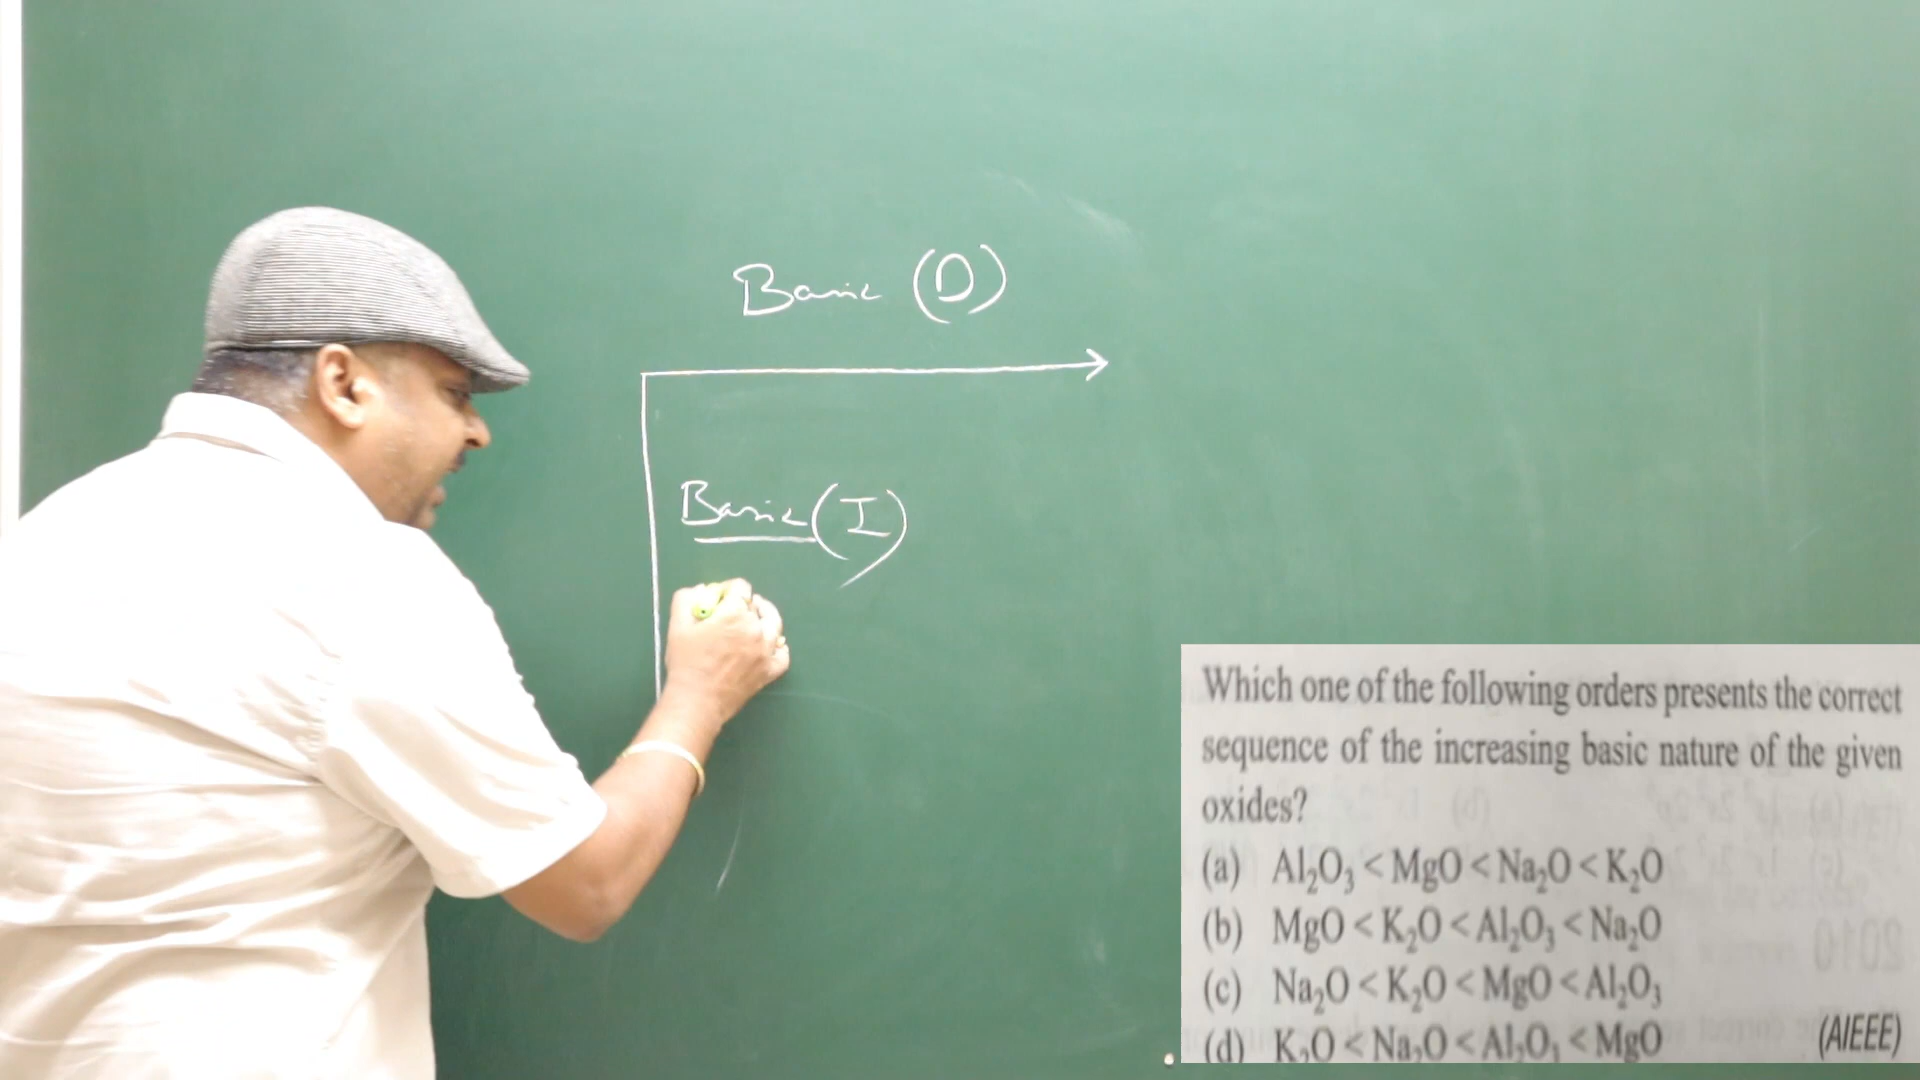 Basic (D)
Basic (I)
Which one of the following orders presents the correct
sequence of the increasing basic nature of the given
oxides?
(a) Al₂O₃ < MgO < Na₂O < K₂O
(b) MgO < K₂O < Al₂O₃ < Na₂O
(c) Na₂O < K₂O < MgO < Al₂O₃
(d) K₂O < Na₂O < Al₂O₃ < MgO
(AIEEE)